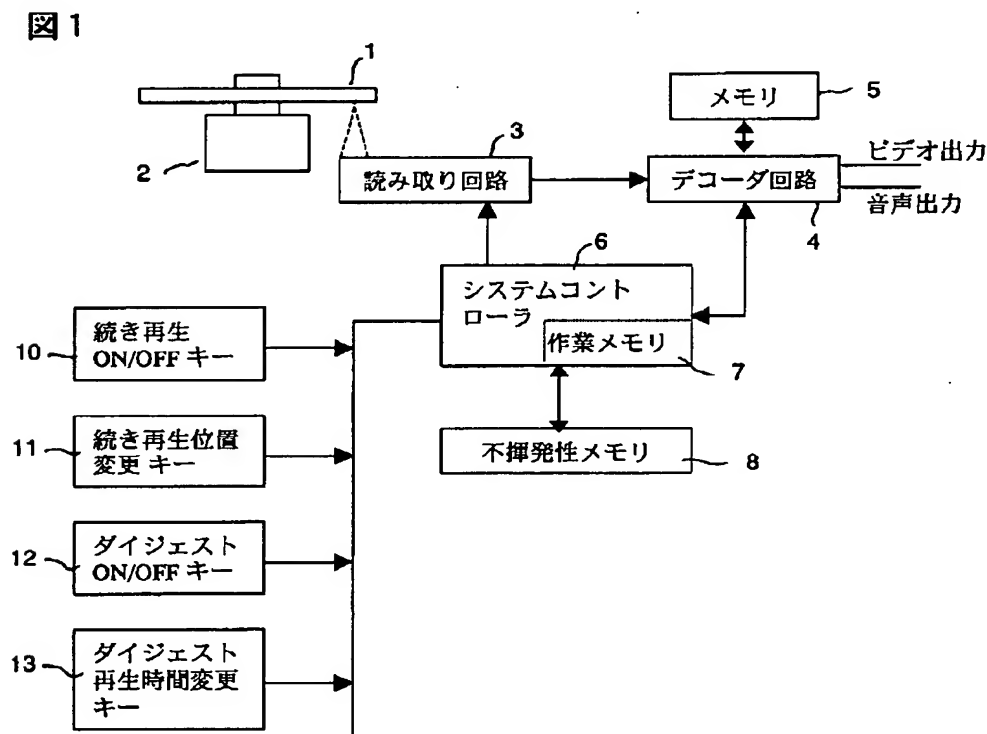 図1
1
2
3
読み取り回路
メモリ
5
デコーダ回路
4
ビデオ出力
音声出力
6
システムコント
ローラ
作業メモリ
7
不揮発性メモリ
8
10
続き再生
ON/OFF キー
11
続き再生位置
変更 キー
12
ダイジェスト
ON/OFF キー
13
ダイジェスト
再生時間変更
キー